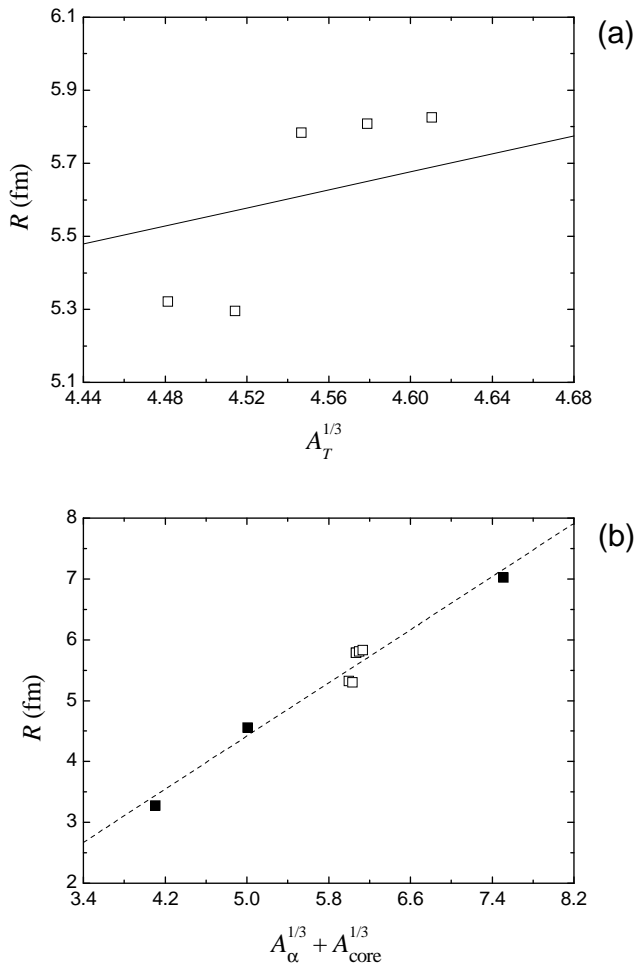 (a)
6.1
5.9
5.7
5.5
5.3
5.1
R (fm)
4.44 4.48 4.52 4.56 4.60 4.64 4.68
A_T^{1/3}
(b)
8
7
6
5
4
3
2
R (fm)
3.4 4.2 5.0 5.8 6.6 7.4 8.2
A_α^{1/3} + A_{core}^{1/3}